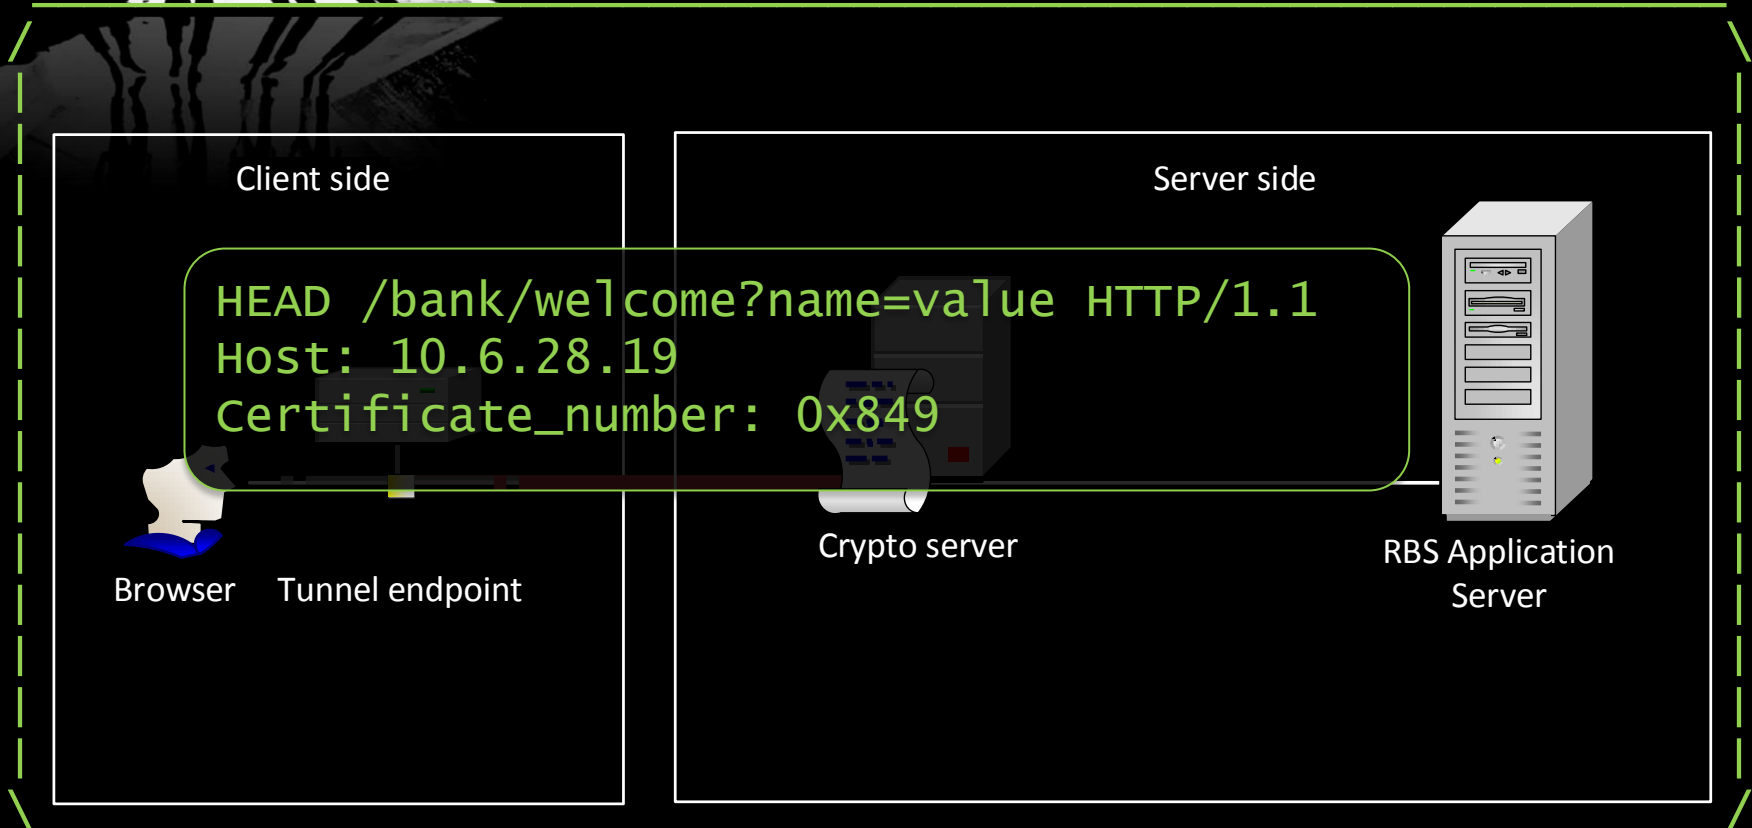 Client side
Server side
HEAD /bank/welcome?name=value HTTP/1.1
Host: 10.6.28.19
Certificate_number: 0x849
Crypto server
RBS Application
Server
Browser
Tunnel endpoint